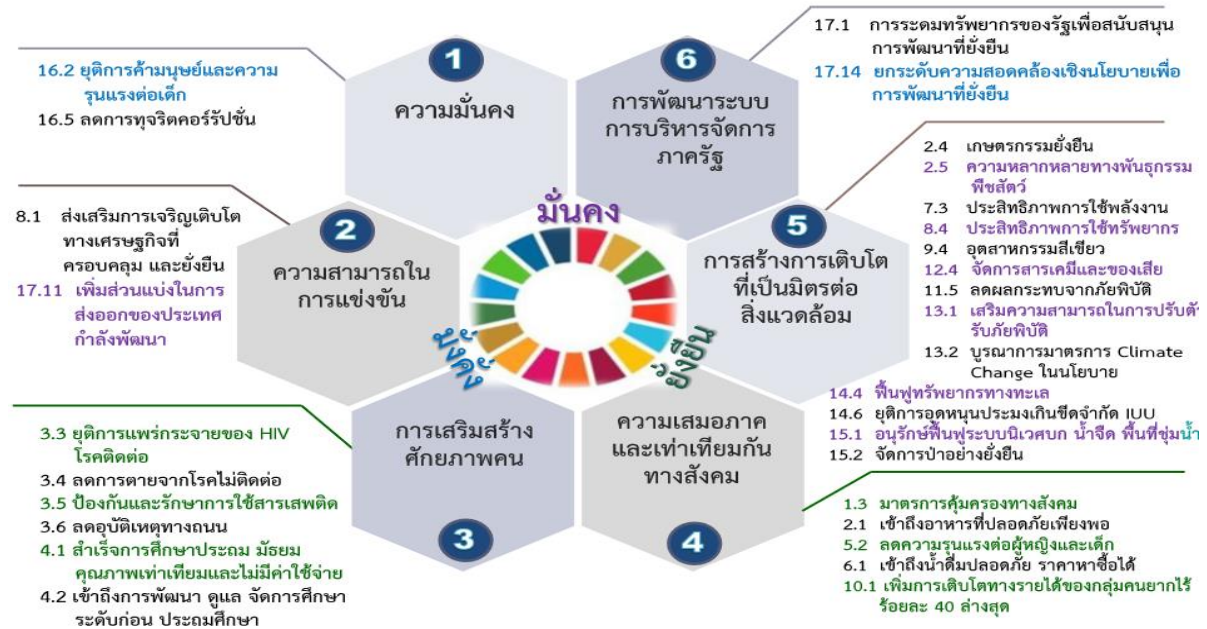 1
ความมั่นคง
16.2 ยุติการค้ามนุษย์และความ
รุนแรงต่อเด็ก
16.5 ลดการทุจริตคอร์รัปชั่น
2
ความสามารถใน
การแข่งขัน
8.1 ส่งเสริมการเจริญเติบโต
ทางเศรษฐกิจที่
ครอบคลุม และยั่งยืน
17.11 เพิ่มส่วนแบ่งในการ
ส่งออกของประเทศ
กำลังพัฒนา
การเสริมสร้าง
ศักยภาพคน
3
3.3 ยุติการแพร่กระจายของ HIV
โรคติดต่อ
3.4 ลดการตายจากโรคไม่ติดต่อ
3.5 ป้องกันและรักษาการใช้สารเสพติด
3.6 ลดอุบัติเหตุทางถนน
4.1 สำเร็จการศึกษาประถม มัธยม
คุณภาพเท่าเทียมและไม่มีค่าใช้จ่าย
4.2 เข้าถึงการพัฒนา ดูแล จัดการศึกษา
ระดับก่อน ประถมศึกษา
มั่นคง
มั่งคั่ง
ยั่งยืน
6
การพัฒนาระบบ
การบริหารจัดการ
ภาครัฐ
17.1 การระดมทรัพยากรของรัฐเพื่อสนับสนุน
การพัฒนาที่ยั่งยืน
17.14 ยกระดับความสอดคล้องเชิงนโยบายเพื่อ
การพัฒนาที่ยั่งยืน
5
การสร้างการเติบโต
ที่เป็นมิตรต่อ
สิ่งแวดล้อม
2.4 เกษตรกรรมยั่งยืน
2.5 ความหลากหลายทางพันธุกรรม
พืชสัตว์
7.3 ประสิทธิภาพการใช้พลังงาน
8.4 ประสิทธิภาพการใช้ทรัพยากร
9.4 อุตสาหกรรมสีเขียว
12.4 จัดการสารเคมีและของเสีย
11.5 ลดผลกระทบจากภัยพิบัติ
13.1 เสริมความสามารถในการปรับตัว
รับภัยพิบัติ
13.2 บูรณาการมาตรการ Climate
Change ในนโยบาย
14.4 ฟื้นฟูทรัพยากรทางทะเล
14.6 ยุติการอุดหนุนประมงเกินขีดจำกัด IUU
15.1 อนุรักษ์ฟื้นฟูระบบนิเวศบก น้ำจืด พื้นที่ชุ่มน้ำ
15.2 จัดการป่าอย่างยั่งยืน
ความเสมอภาค
และเท่าเทียมกัน
ทางสังคม
4
1.3 มาตรการคุ้มครองทางสังคม
2.1 เข้าถึงอาหารที่ปลอดภัยเพียงพอ
5.2 ลดความรุนแรงต่อผู้หญิงและเด็ก
6.1 เข้าถึงน้ำดื่มปลอดภัย ราคาหาซื้อได้
10.1 เพิ่มการเติบโตทางรายได้ของกลุ่มคนยากไร้
ร้อยละ 40 ล่างสุด